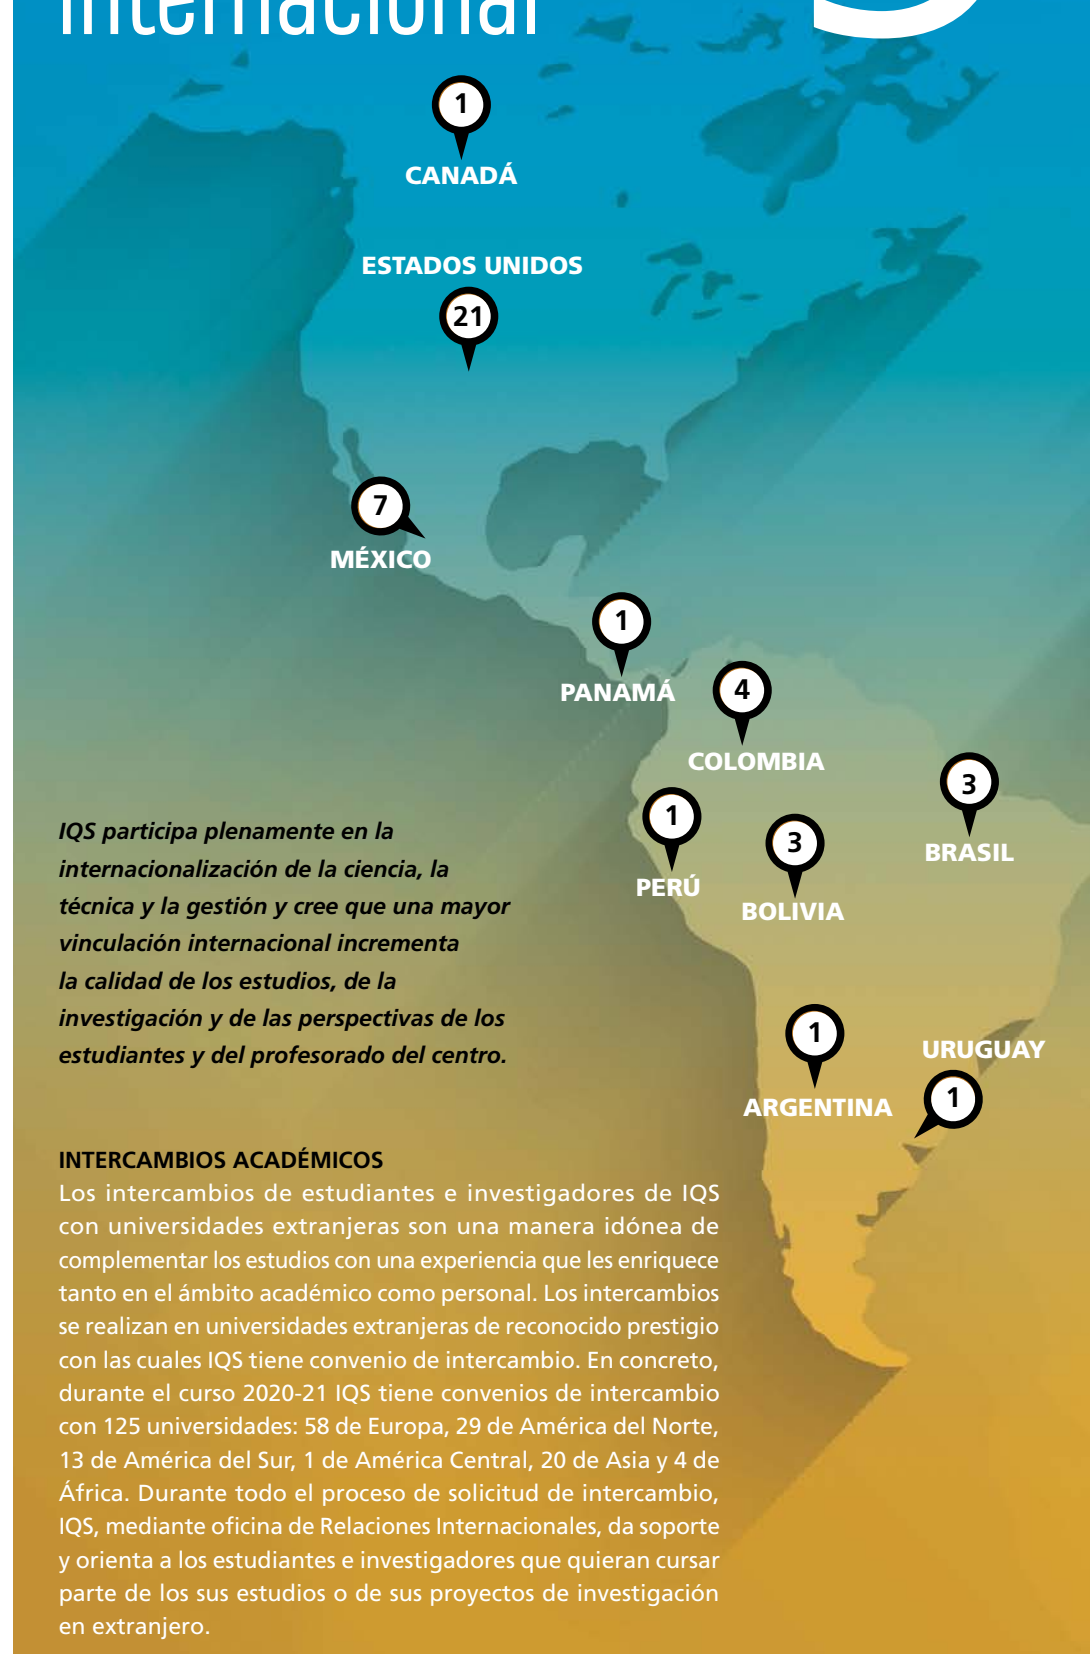 internacional
1
CANADÁ
ESTADOS UNIDOS
21
7
MÉXICO
1
PANAMÁ
4
COLOMBIA
3
BRASIL
1
PERÚ
3
BOLIVIA
1
ARGENTINA
URUGUAY
1
IQS participa plenamente en la
internacionalización de la ciencia, la
técnica y la gestión y cree que una mayor
vinculación internacional incrementa
la calidad de los estudios, de la
investigación y de las perspectivas de los
estudiantes y del profesorado del centro.
INTERCAMBIOS ACADÉMICOS
Los intercambios de estudiantes e investigadores de IQS
con universidades extranjeras son una manera idónea de
complementar los estudios con una experiencia que les enriquece
tanto en el ámbito académico como personal. Los intercambios
se realizan en universidades extranjeras de reconocido prestigio
con las cuales IQS tiene convenio de intercambio. En concreto,
durante el curso 2020-21 IQS tiene convenios de intercambio
con 125 universidades: 58 de Europa, 29 de América del Norte,
13 de América del Sur, 1 de América Central, 20 de Asia y 4 de
África. Durante todo el proceso de solicitud de intercambio,
IQS, mediante oficina de Relaciones Internacionales, da soporte
y orienta a los estudiantes e investigadores que quieran cursar
parte de los sus estudios o de sus proyectos de investigación
en extranjero.